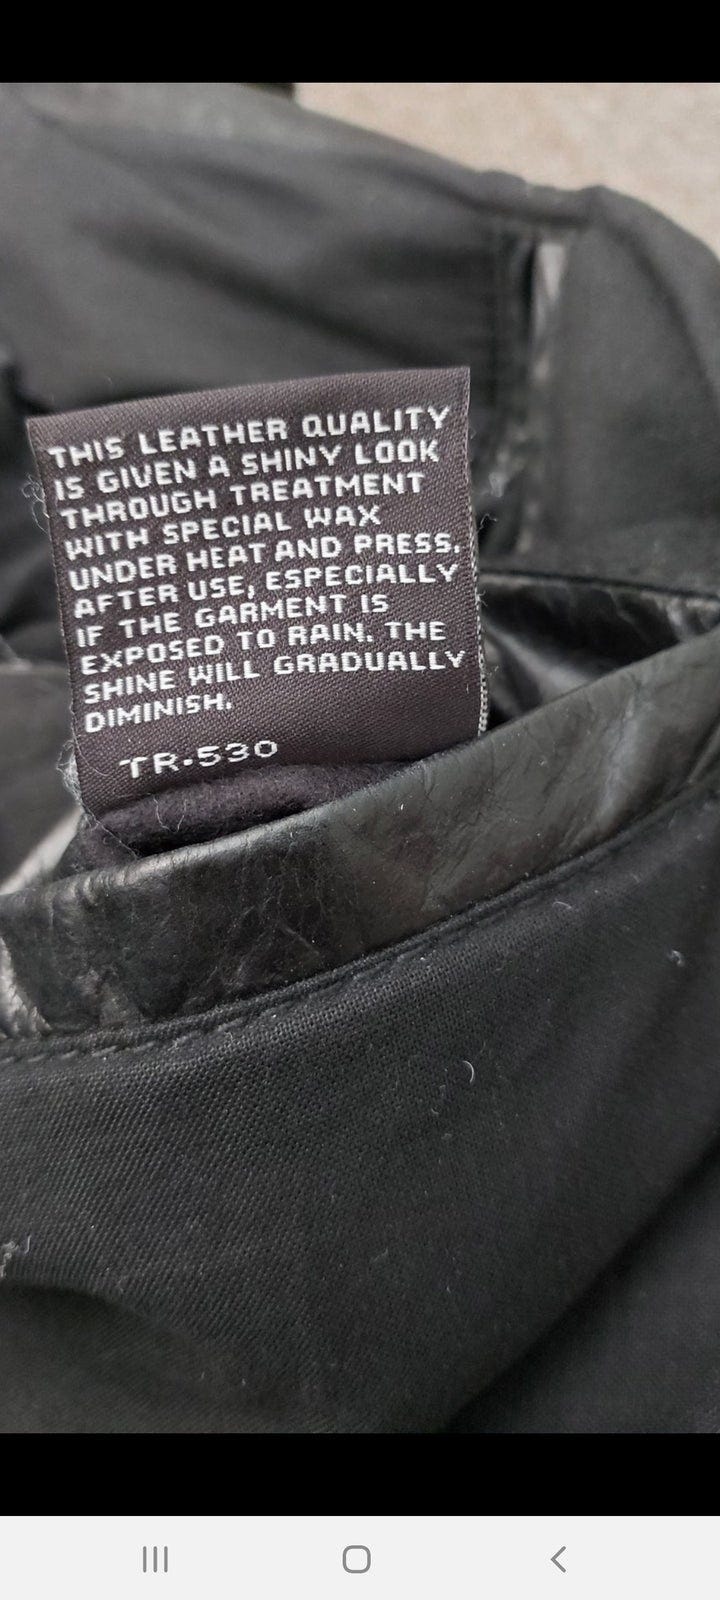 THIS LEATHER QUALITY
IS GIVEN A SHINY LOOK
THROUGH TREATMENT
WITH SPECIAL WAX
UNDER HEAT AND PRESS.
AFTER USE, ESPECIALLY
IF THE GARMENT IS
EXPOSED TO RAIN. THE
SHINE WILL GRADUALLY
DIMINISH.
TR-530